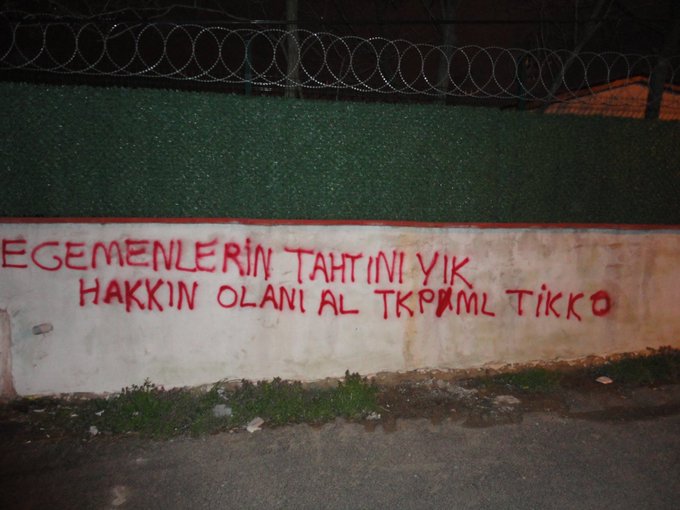 EGEMENLERİN TAHTINI YIK
HAKKIN OLANI AL TKP/ML TİKKO